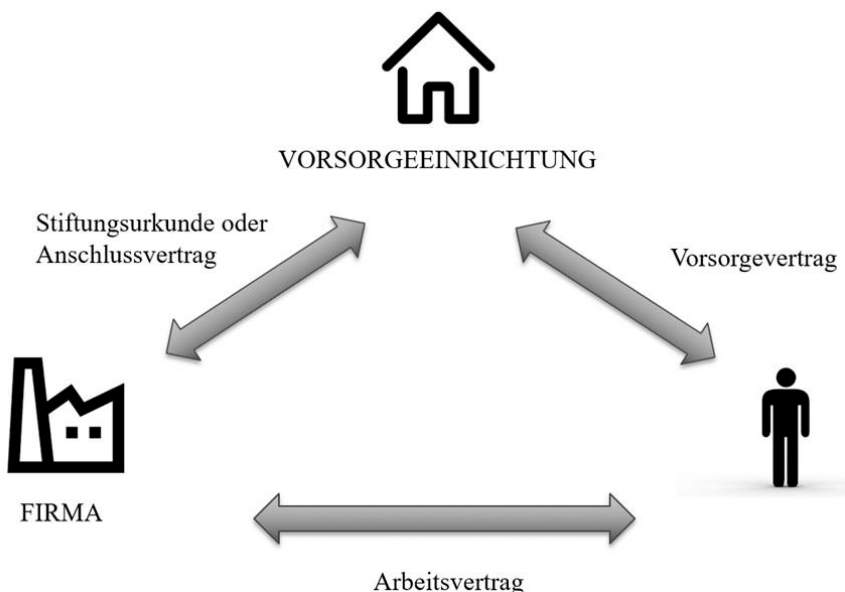 VORSORGEEINRICHTUNG
Stiftungsurkunde oder
Anschlussvertrag
Vorsorgevertrag
FIRMA
Arbeitsvertrag